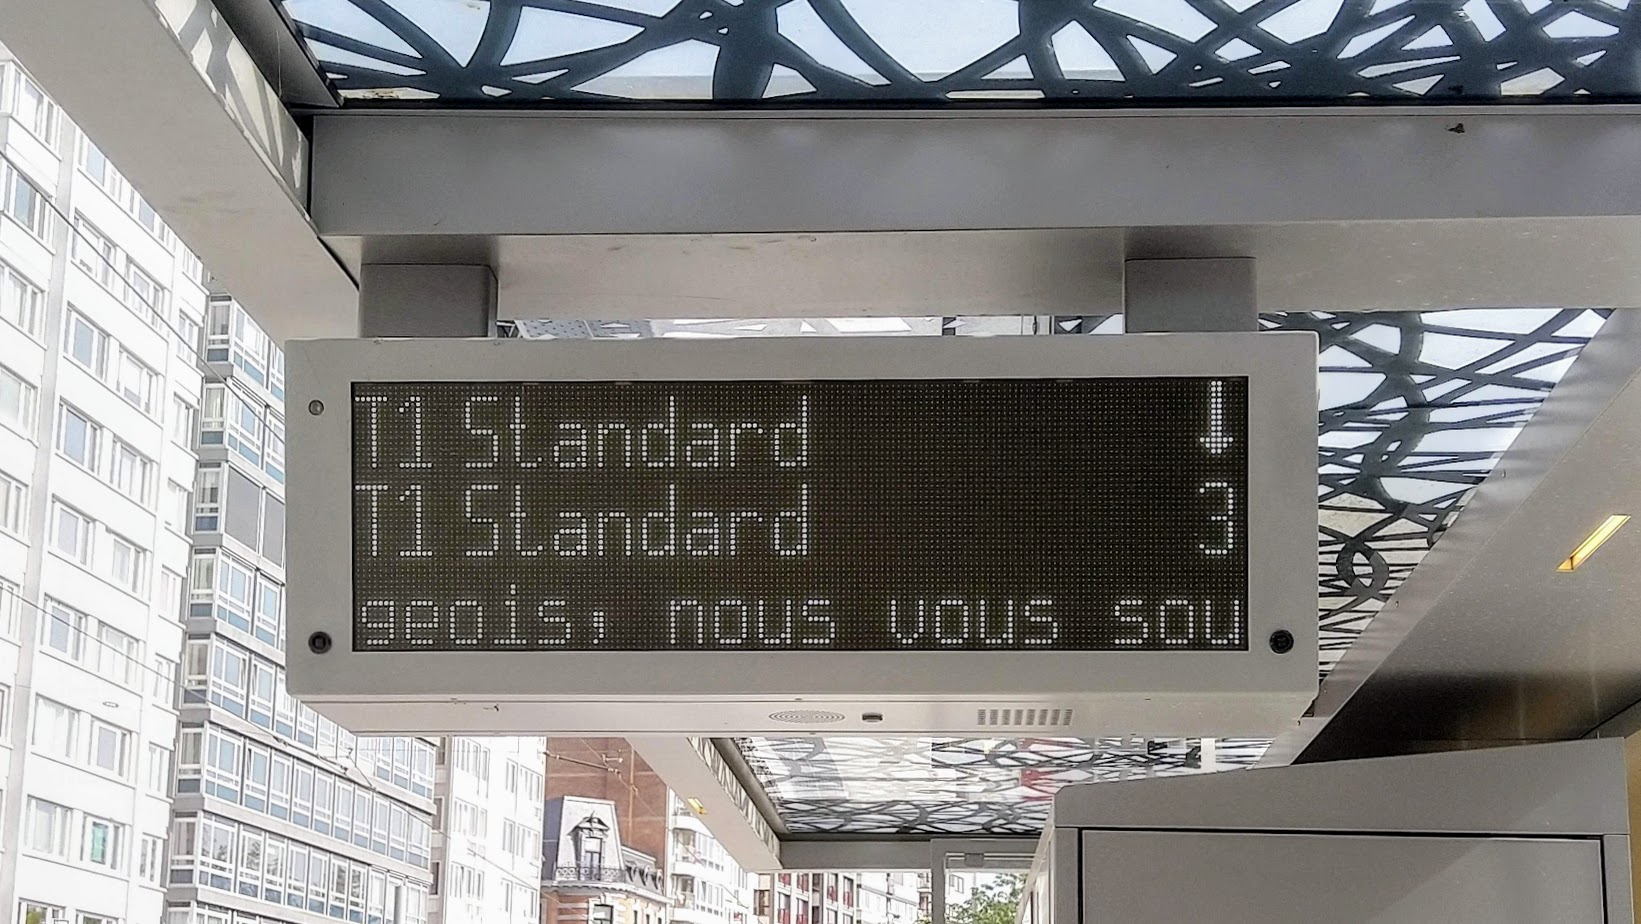 T1 Standard ↓
T1 Standard 3
geois, nous vous sou